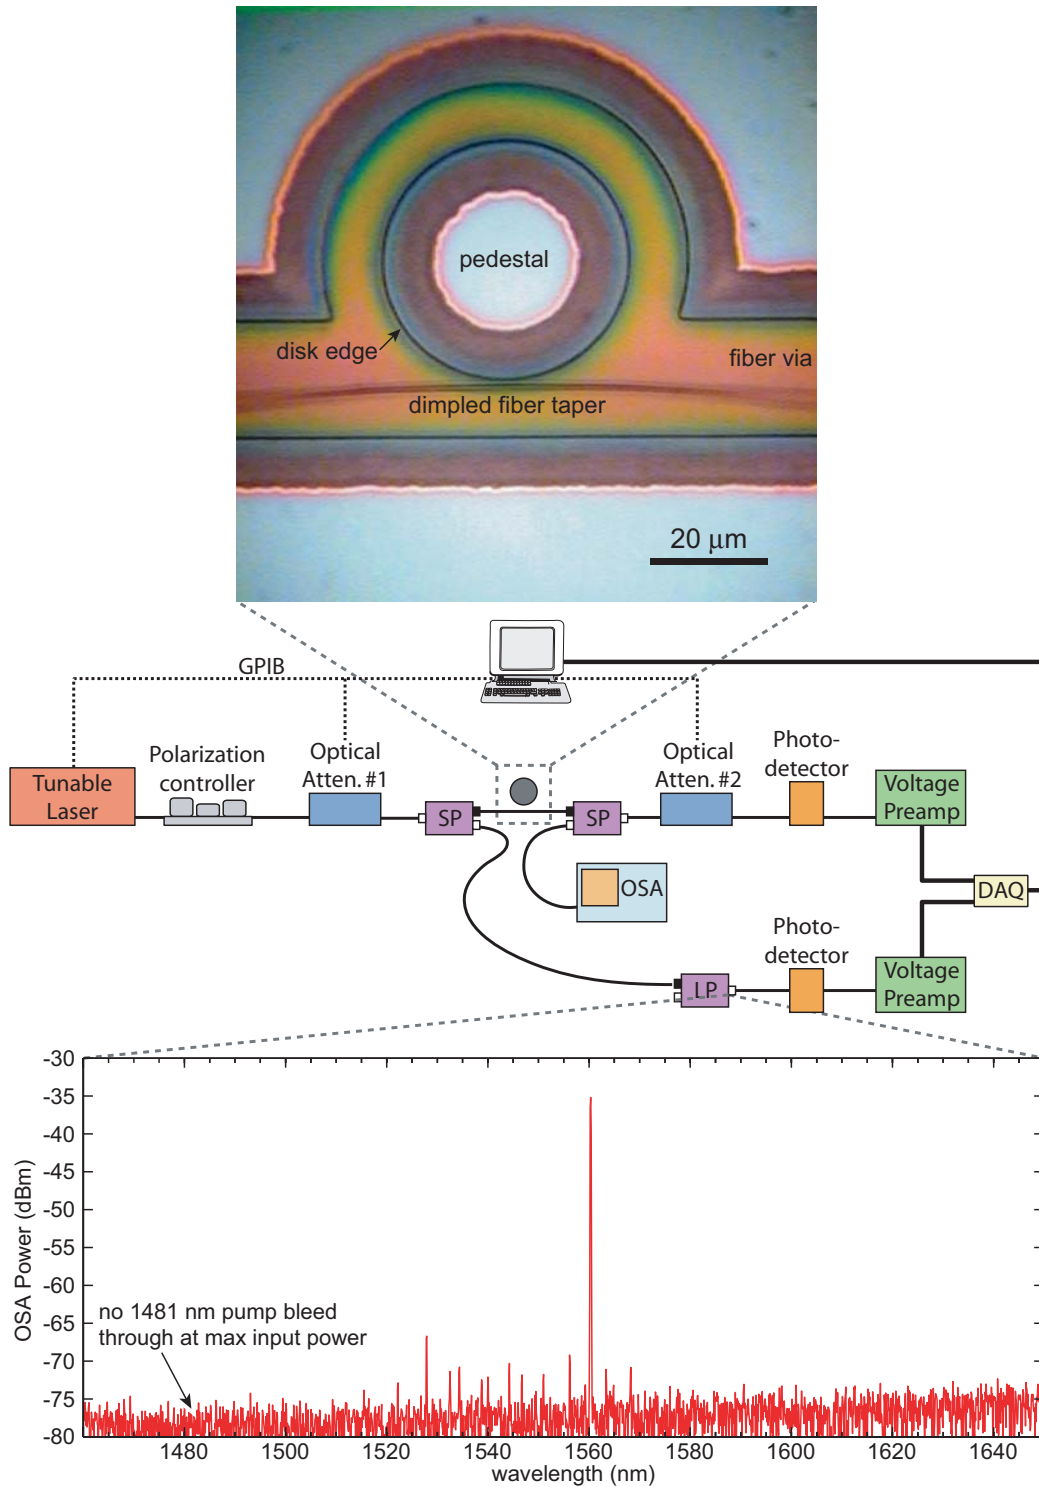 pedestal
disk edge
fiber via
dimpled fiber taper
20 μm
GPIB
Tunable
Laser
Polarization
controller
Optical
Atten. #1
SP
SP
Optical
Atten. #2
Photo-
detector
Voltage
Preamp
OSA
DAQ
LP
Photo-
detector
Voltage
Preamp
OSA Power (dBm)
-30
-35
-40
-45
-50
-55
-60
-65
-70
-75
-80
no 1481 nm pump bleed
through at max input power
1480
1500
1520
1540
1560
1580
1600
1620
1640
wavelength (nm)